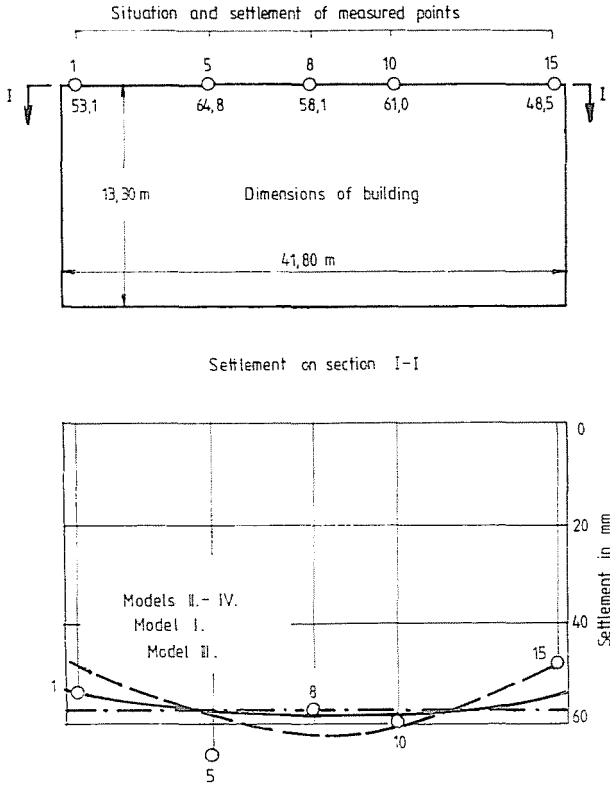 Situation and settlement of measured points
1 5 8 10 15
I I
53,1 64,8 58,1 61,0 48,5
13,30 m
Dimensions of building
41,80 m
Settlement on section I-I
0
20
Settlement in mm
Models II.- IV.
40
Model I.
Model III.
15
1
8
60
10
5